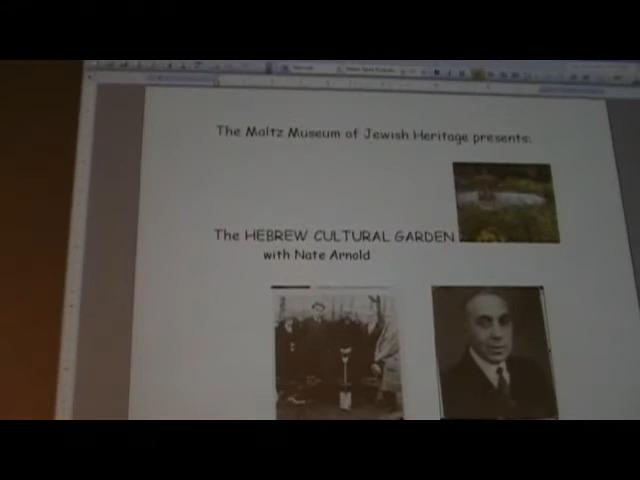 The Maltz Museum of Jewish Heritage presents:
The HEBREW CULTURAL GARDEN
with Nate Arnold